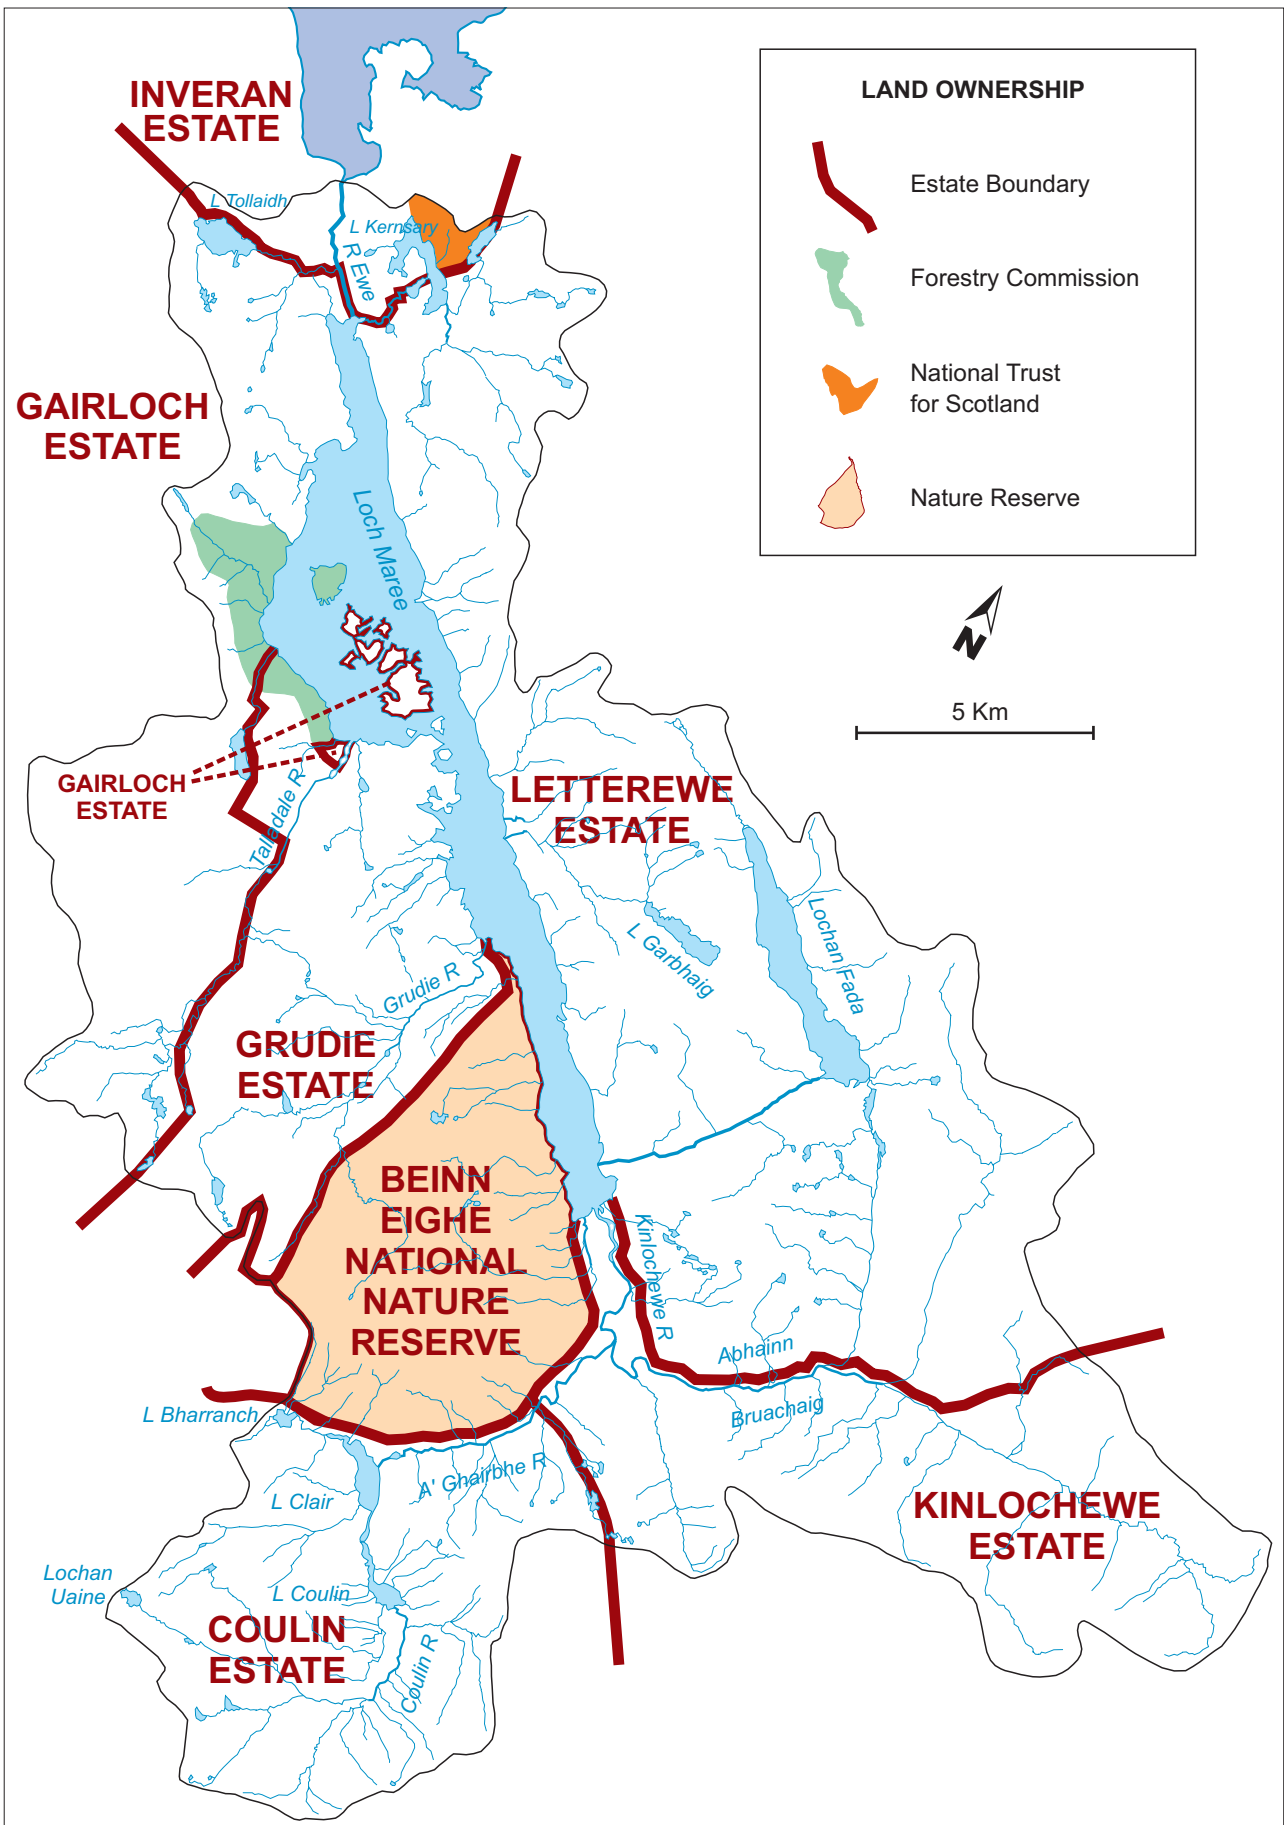 INVERAN
ESTATE
LAND OWNERSHIP
Estate Boundary
Forestry Commission
National Trust
for Scotland
Nature Reserve
N
5 Km
L Tollaidh
L Kernsary
R Ewe
GAIRLOCH
ESTATE
Loch Maree
GAIRLOCH
ESTATE
Talladale R
LETTEREWE
ESTATE
L Garbhaig
Lochan Fada
Grudie R
GRUDIE
ESTATE
BEINN
EIGHE
NATIONAL
NATURE
RESERVE
Kinlochewe R
Abhainn
Bruachaig
L Bharranch
A' Ghairbhe R
L Clair
KINLOCHEWE
ESTATE
Lochan
Uaine
L Coulin
COULIN
ESTATE
Coulin R